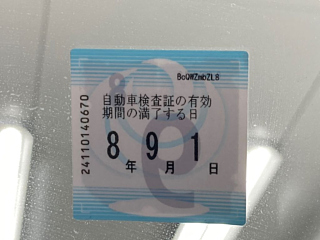 BoQWZmbZL8
自動車検査証の有効
期間の満了する日
8年9月1日
24110140670